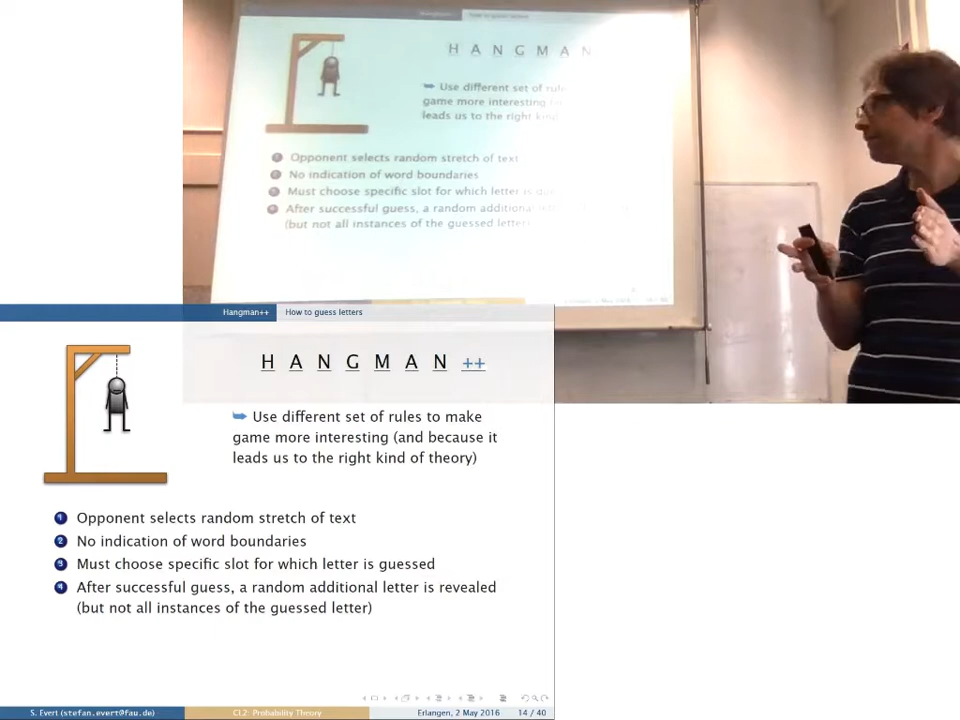 Hangman How to guess letters
H A N G M A N
Use different set of rule
game more interesting
leads us to the right kind
Opponent selects random stretch of text
No indication of word boundaries
Must choose specific slot for which letter is gue
After successful guess, a random additional
(but not all instances of the guessed letter)
Hangman++ How to guess letters
H A N G M A N ++
Use different set of rules to make
game more interesting (and because it
leads us to the right kind of theory)
1 Opponent selects random stretch of text
2 No indication of word boundaries
3 Must choose specific slot for which letter is guessed
4 After successful guess, a random additional letter is revealed
(but not all instances of the guessed letter)
S. Evert (stefan.evert@fau.de) CL2: Probability Theory Erlangen, 2 May 2016 14 / 40